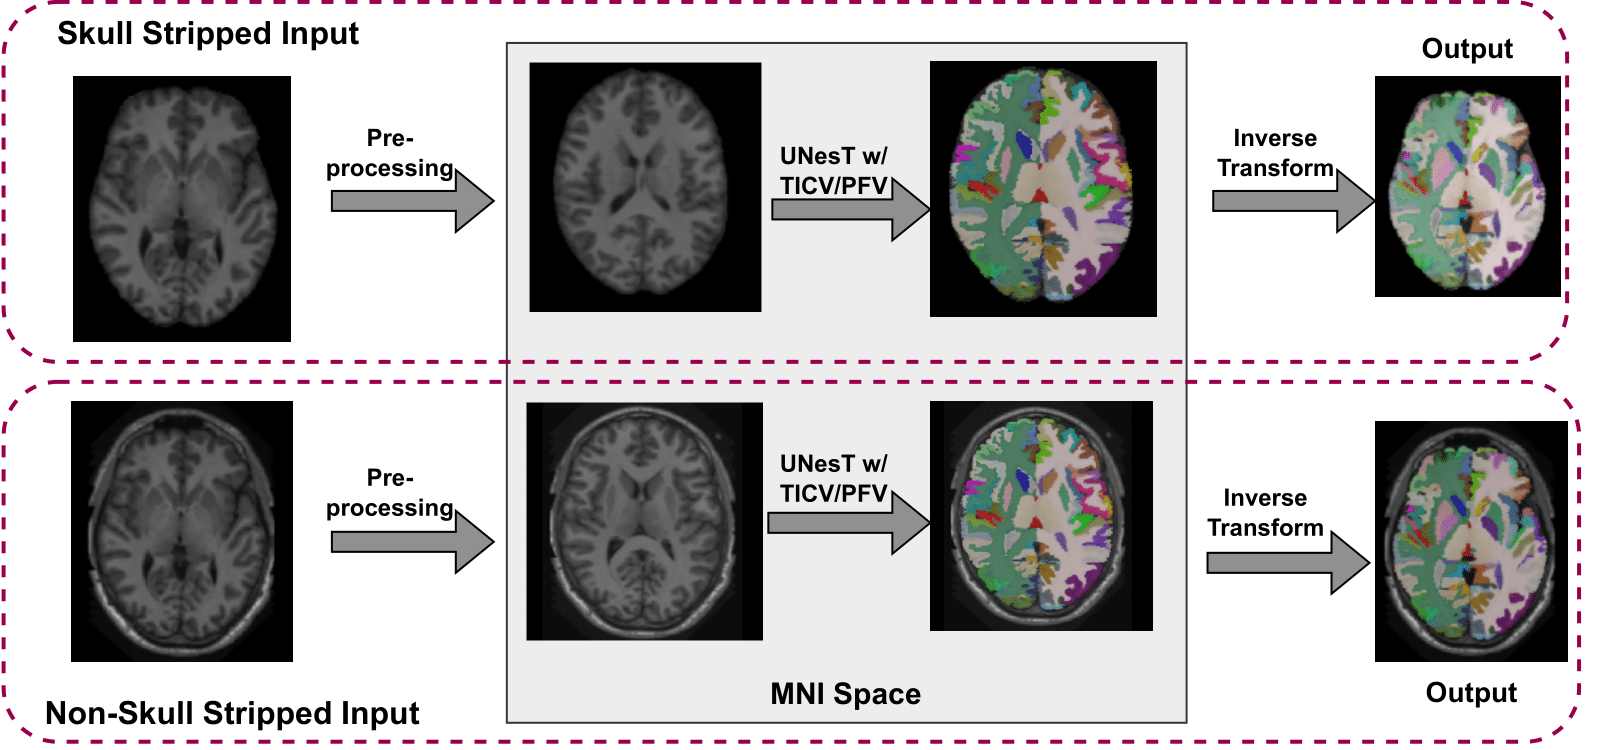 Skull Stripped Input
Pre-
processing
UNesT w/
TICV/PFV
Inverse
Transform
Output
Pre-
processing
UNesT w/
TICV/PFV
Inverse
Transform
Output
MNI Space
Non-Skull Stripped Input